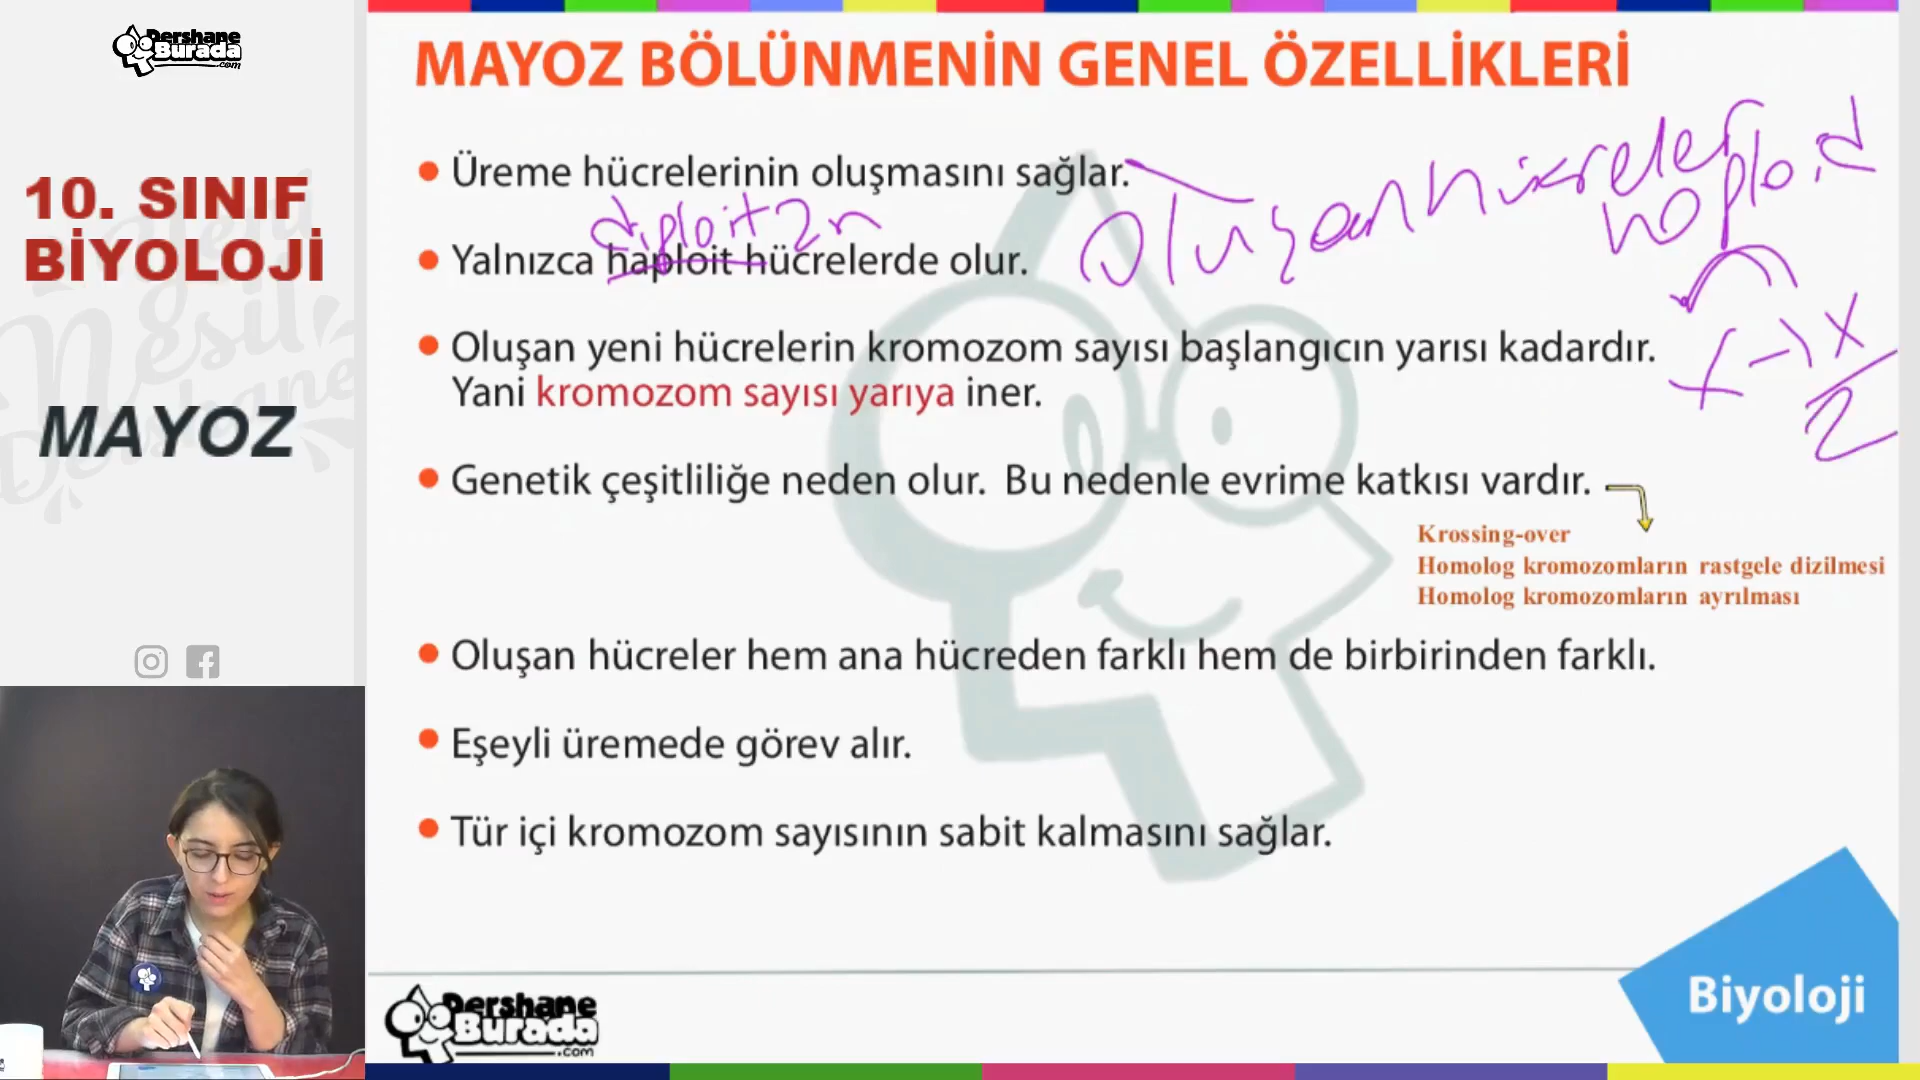 Dershane
Burada
.com
10. SINIF
BİYOLOJİ
MAYOZ
MAYOZ BÖLÜNMENİN GENEL ÖZELLİKLERİ
Üreme hücrelerinin oluşmasını sağlar.
Oluşan hücreler
haploid
diploit 2n
Yalnızca haploit hücrelerde olur.
Oluşan yeni hücrelerin kromozom sayısı başlangıcın yarısı kadardır.
Yani kromozom sayısı yarıya iner.
x → x/2
Genetik çeşitliliğe neden olur. Bu nedenle evrime katkısı vardır.
Krossing-over
Homolog kromozomların rastgele dizilmesi
Homolog kromozomların ayrılması
Oluşan hücreler hem ana hücreden farklı hem de birbirinden farklı.
Eşeyli üremede görev alır.
Tür içi kromozom sayısının sabit kalmasını sağlar.
Dershane
Burada
.com
Biyoloji